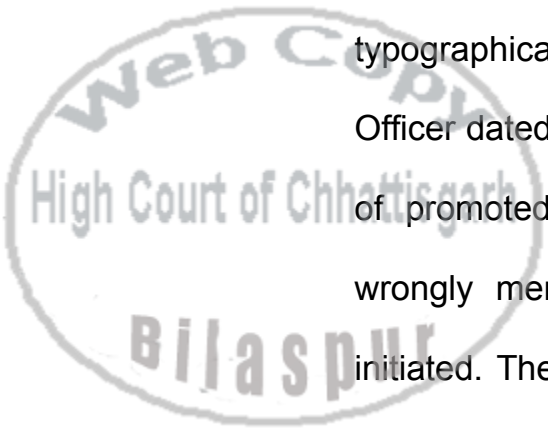 Web Copy
High Court of Chhattisgarh
Bilaspur
typographica
Officer dated
of promoted
wrongly mer
initiated. The